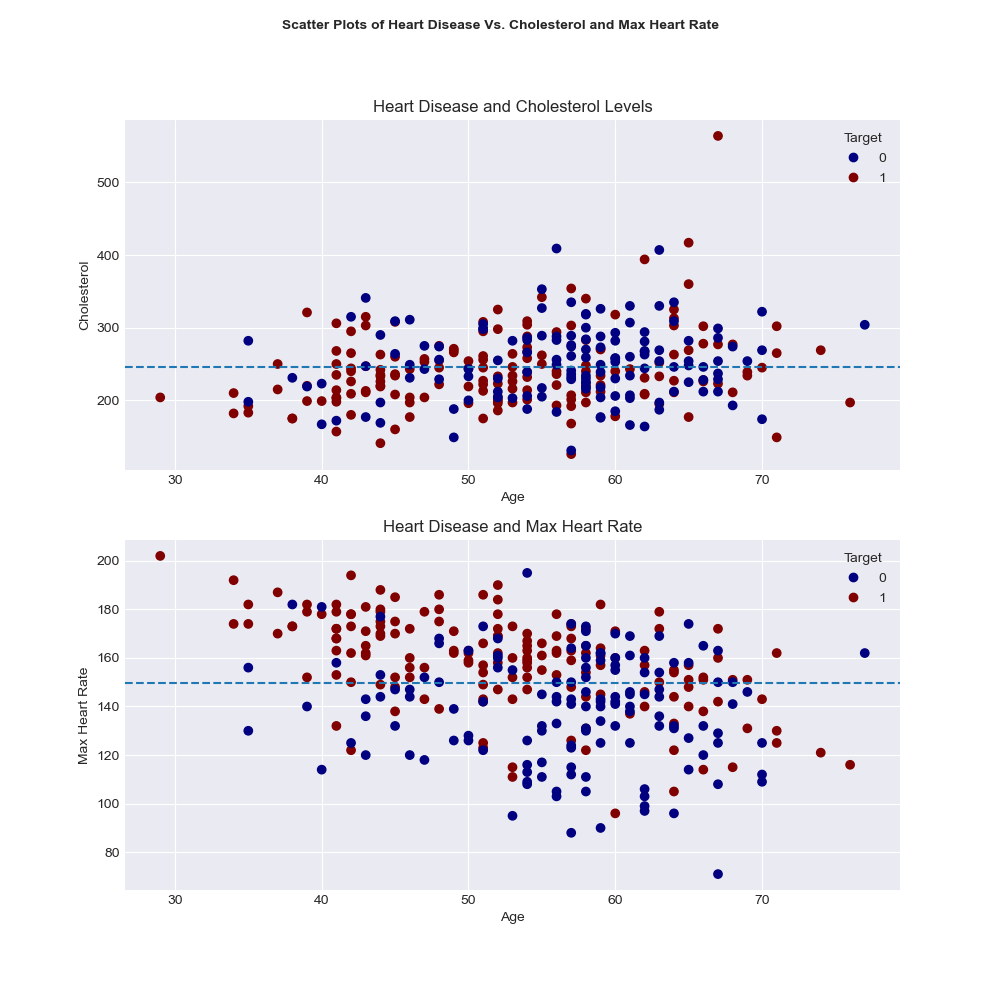 Scatter Plots of Heart Disease Vs. Cholesterol and Max Heart Rate
Heart Disease and Cholesterol Levels
Target
0
1
500
400
300
200
Cholesterol
30 40 50 60 70
Age
Heart Disease and Max Heart Rate
Target
0
1
200
180
160
140
120
100
80
Max Heart Rate
30 40 50 60 70
Age